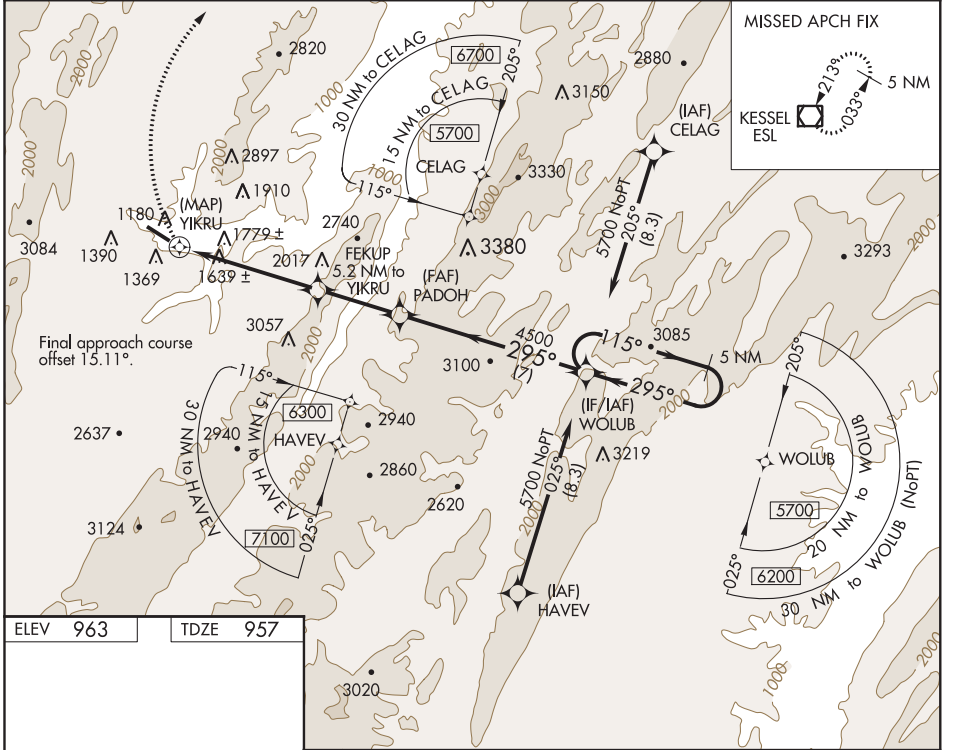 MISSED APCH FIX
213°
033°
5 NM
KESSEL
ESL
2820
2000
1000
2000
2000
2880
2000
30 NM to CELAG
6700
205°
15 NM to CELAG
5700
CELAG
115°
1000
3000
3150
3330
3380
(IAF)
CELAG
5700 NoPT
205°
(8.3)
3293
2000
2897
1910
(MAP)
YIKRU
1180
1779 ±
3084
1390
1369
1639 ±
2740
2017
FEKUP
5.2 NM to
YIKRU
(FAF)
PADOH
Final approach course
offset 15.11°.
3057
2000
3100
4500
295°
(7)
115°
3085
5 NM
295°
2000
(IF/IAF)
WOLUB
3219
115°
6300
HAVEV
15 NM to HAVEV
30 NM to HAVEV
7100
025°
2000
2637
2940
2940
2860
2620
3124
5700 NoPT
025°
(8.3)
2000
(IAF)
HAVEV
205°
WOLUB
5700
20 NM to WOLUB
6200
30 NM to WOLUB (NoPT)
025°
ELEV 963
TDZE 957
3020
1000
2000